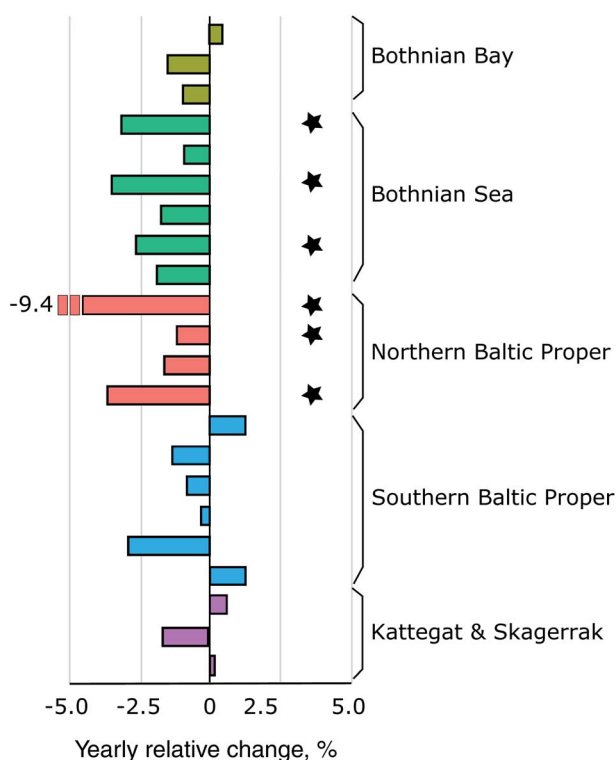 Bothnian Bay
Bothnian Sea
-9.4
Northern Baltic Proper
Southern Baltic Proper
Kattegat & Skagerrak
-5.0 -2.5 0 2.5 5.0
Yearly relative change, %